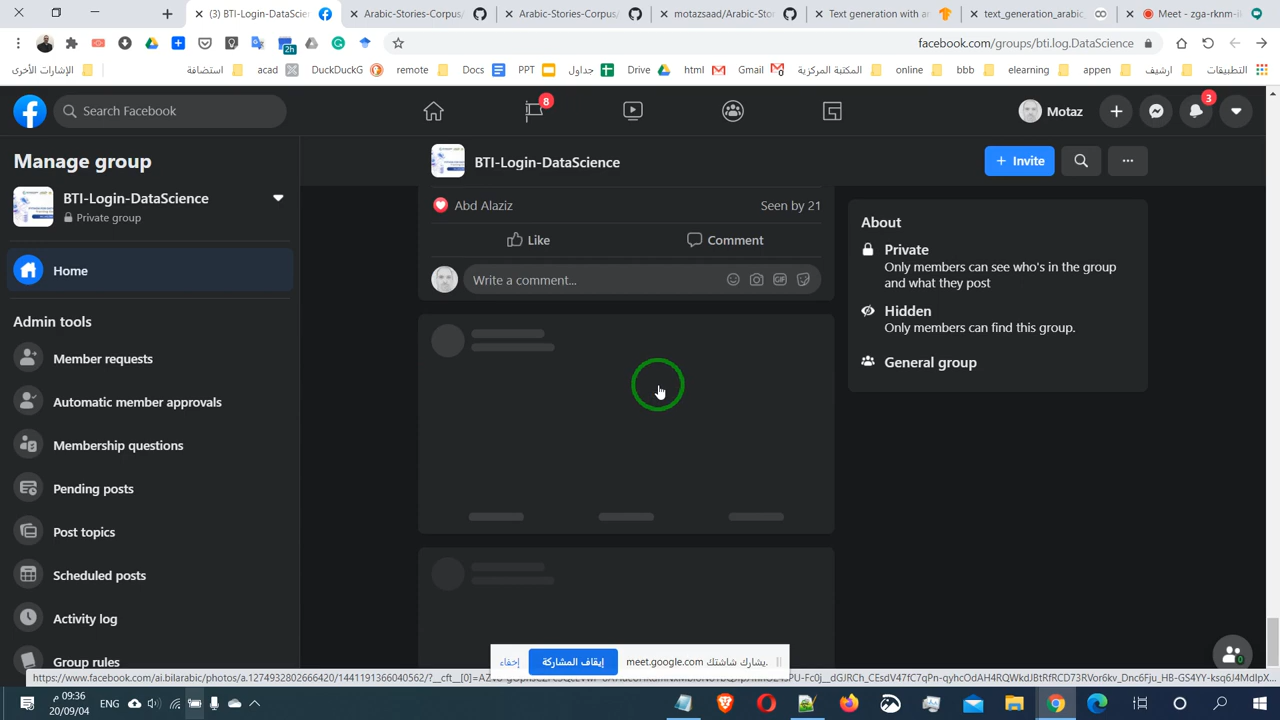 (3) BTI-Login-DataScie
Arabic-Stories-Corpus/
Arabic-Stories-Corpus/
motazsaad/Arabic-Stor
Text generation with a
text_generation_arabic
Meet - zga-rknm-i
2h
facebook.com/groups/bti.log.DataScience
الإشارات الأخرى
استضافة
acad
DuckDuckG
remote
Docs
PPT
جداول
Drive
html
Gmail
المكتبة المركزية
online
bbb
elearning
appen
ارشيف
التطبيقات
Search Facebook
8
Motaz
3
Manage group
BTI-Login-DataScience
Private group
Home
Admin tools
Member requests
Automatic member approvals
Membership questions
Pending posts
Post topics
Scheduled posts
Activity log
Group rules
BTI-Login-DataScience
+ Invite
Abd Alaziz
Seen by 21
Like
Comment
Write a comment...
GIF
About
Private
Only members can see who's in the group
and what they post
Hidden
Only members can find this group.
General group
0
يشارك شاشتك meet.google.com.
إيقاف المشاركة
إخفاء
09:36 م
20/09/04
ENG